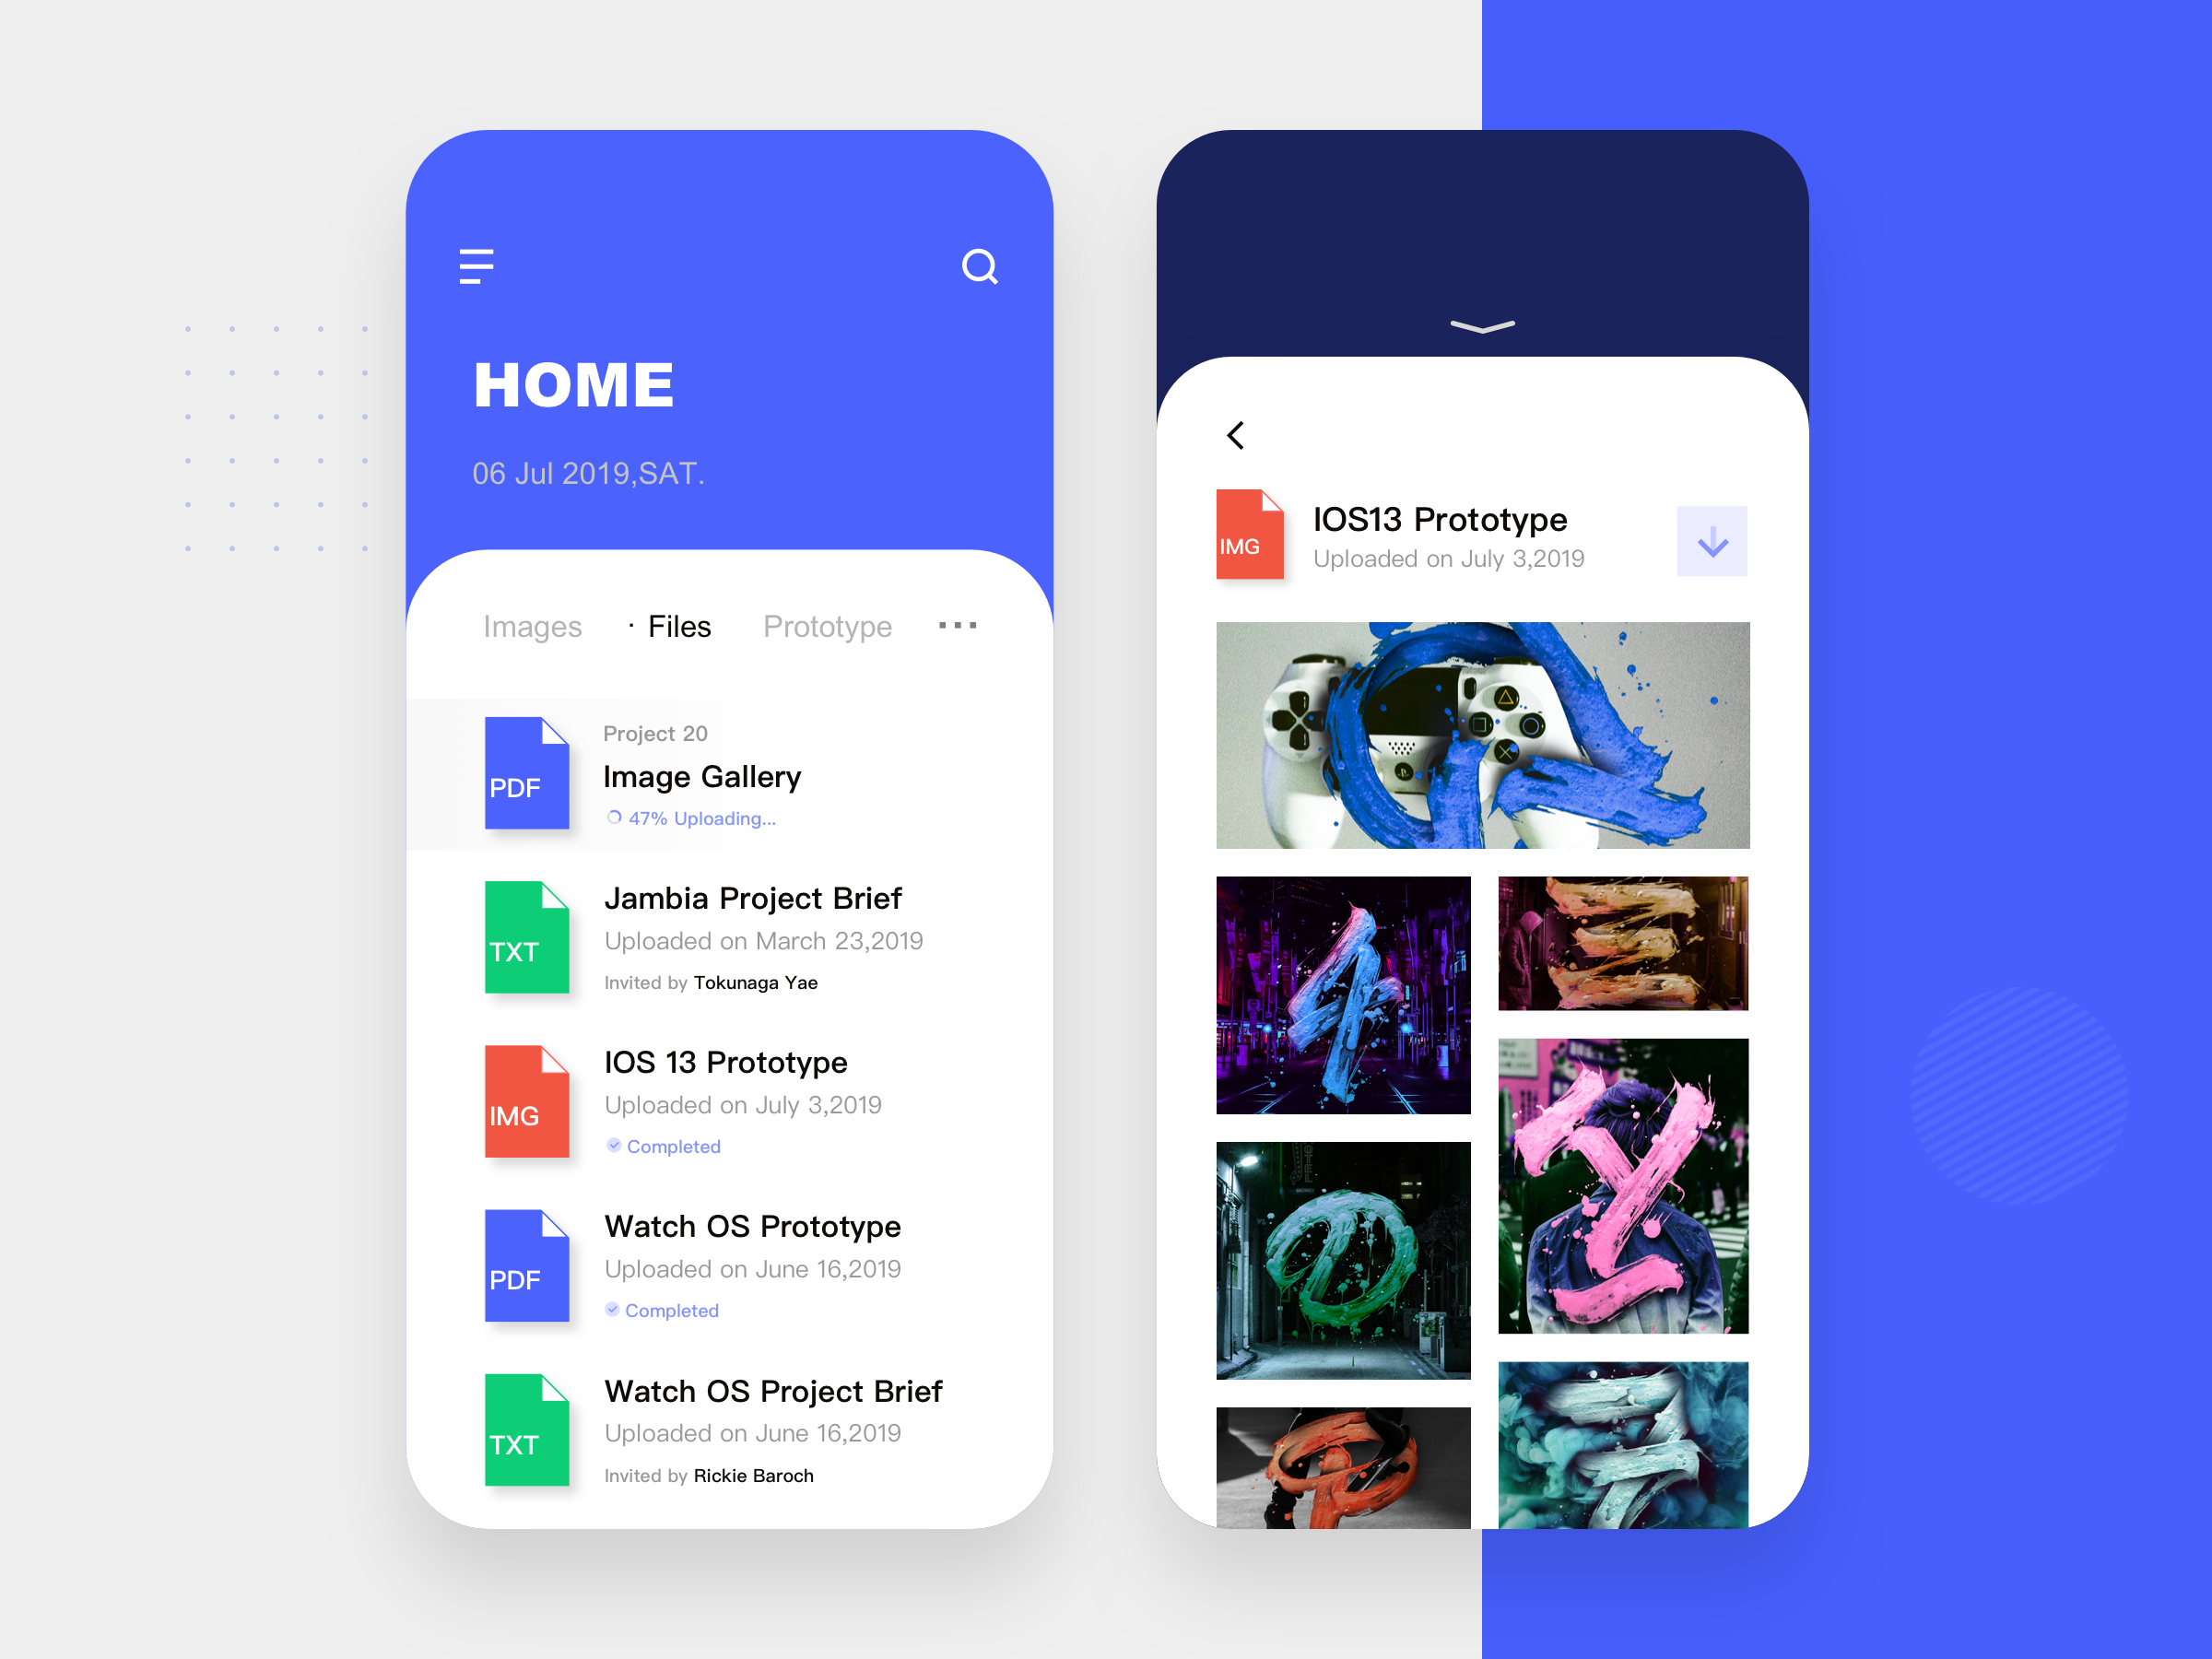 HOME
06 Jul 2019,SAT.
Images
· Files
Prototype
PDF
Project 20
Image Gallery
47% Uploading...
TXT
Jambia Project Brief
Uploaded on March 23,2019
Invited by Tokunaga Yae
IMG
IOS 13 Prototype
Uploaded on July 3,2019
Completed
PDF
Watch OS Prototype
Uploaded on June 16,2019
Completed
TXT
Watch OS Project Brief
Uploaded on June 16,2019
Invited by Rickie Baroch
IMG
IOS13 Prototype
Uploaded on July 3,2019